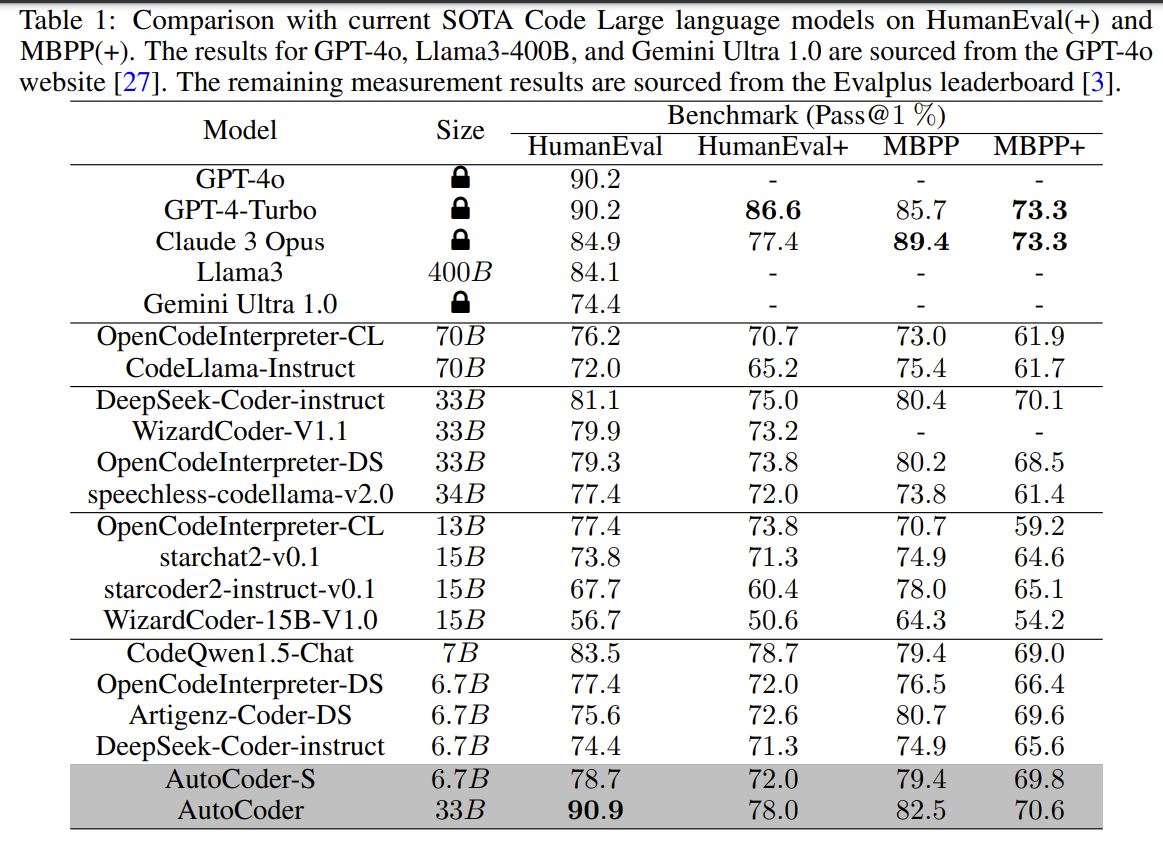 Table 1: Comparison with current SOTA Code Large language models on HumanEval(+) and
MBPP(+). The results for GPT-4o, Llama3-400B, and Gemini Ultra 1.0 are sourced from the GPT-4o
website [27]. The remaining measurement results are sourced from the Evalplus leaderboard [3].
Model Size Benchmark (Pass@1 %)
HumanEval HumanEval+ MBPP MBPP+
GPT-4o 90.2 - - -
GPT-4-Turbo 90.2 86.6 85.7 73.3
Claude 3 Opus 84.9 77.4 89.4 73.3
Llama3 400B 84.1 - - -
Gemini Ultra 1.0 74.4 - - -
OpenCodeInterpreter-CL 70B 76.2 70.7 73.0 61.9
CodeLlama-Instruct 70B 72.0 65.2 75.4 61.7
DeepSeek-Coder-instruct 33B 81.1 75.0 80.4 70.1
WizardCoder-V1.1 33B 79.9 73.2 - -
OpenCodeInterpreter-DS 33B 79.3 73.8 80.2 68.5
speechless-codellama-v2.0 34B 77.4 72.0 73.8 61.4
OpenCodeInterpreter-CL 13B 77.4 73.8 70.7 59.2
starchat2-v0.1 15B 73.8 71.3 74.9 64.6
starcoder2-instruct-v0.1 15B 67.7 60.4 78.0 65.1
WizardCoder-15B-V1.0 15B 56.7 50.6 64.3 54.2
CodeQwen1.5-Chat 7B 83.5 78.7 79.4 69.0
OpenCodeInterpreter-DS 6.7B 77.4 72.0 76.5 66.4
Artigenz-Coder-DS 6.7B 75.6 72.6 80.7 69.6
DeepSeek-Coder-instruct 6.7B 74.4 71.3 74.9 65.6
AutoCoder-S 6.7B 78.7 72.0 79.4 69.8
AutoCoder 33B 90.9 78.0 82.5 70.6